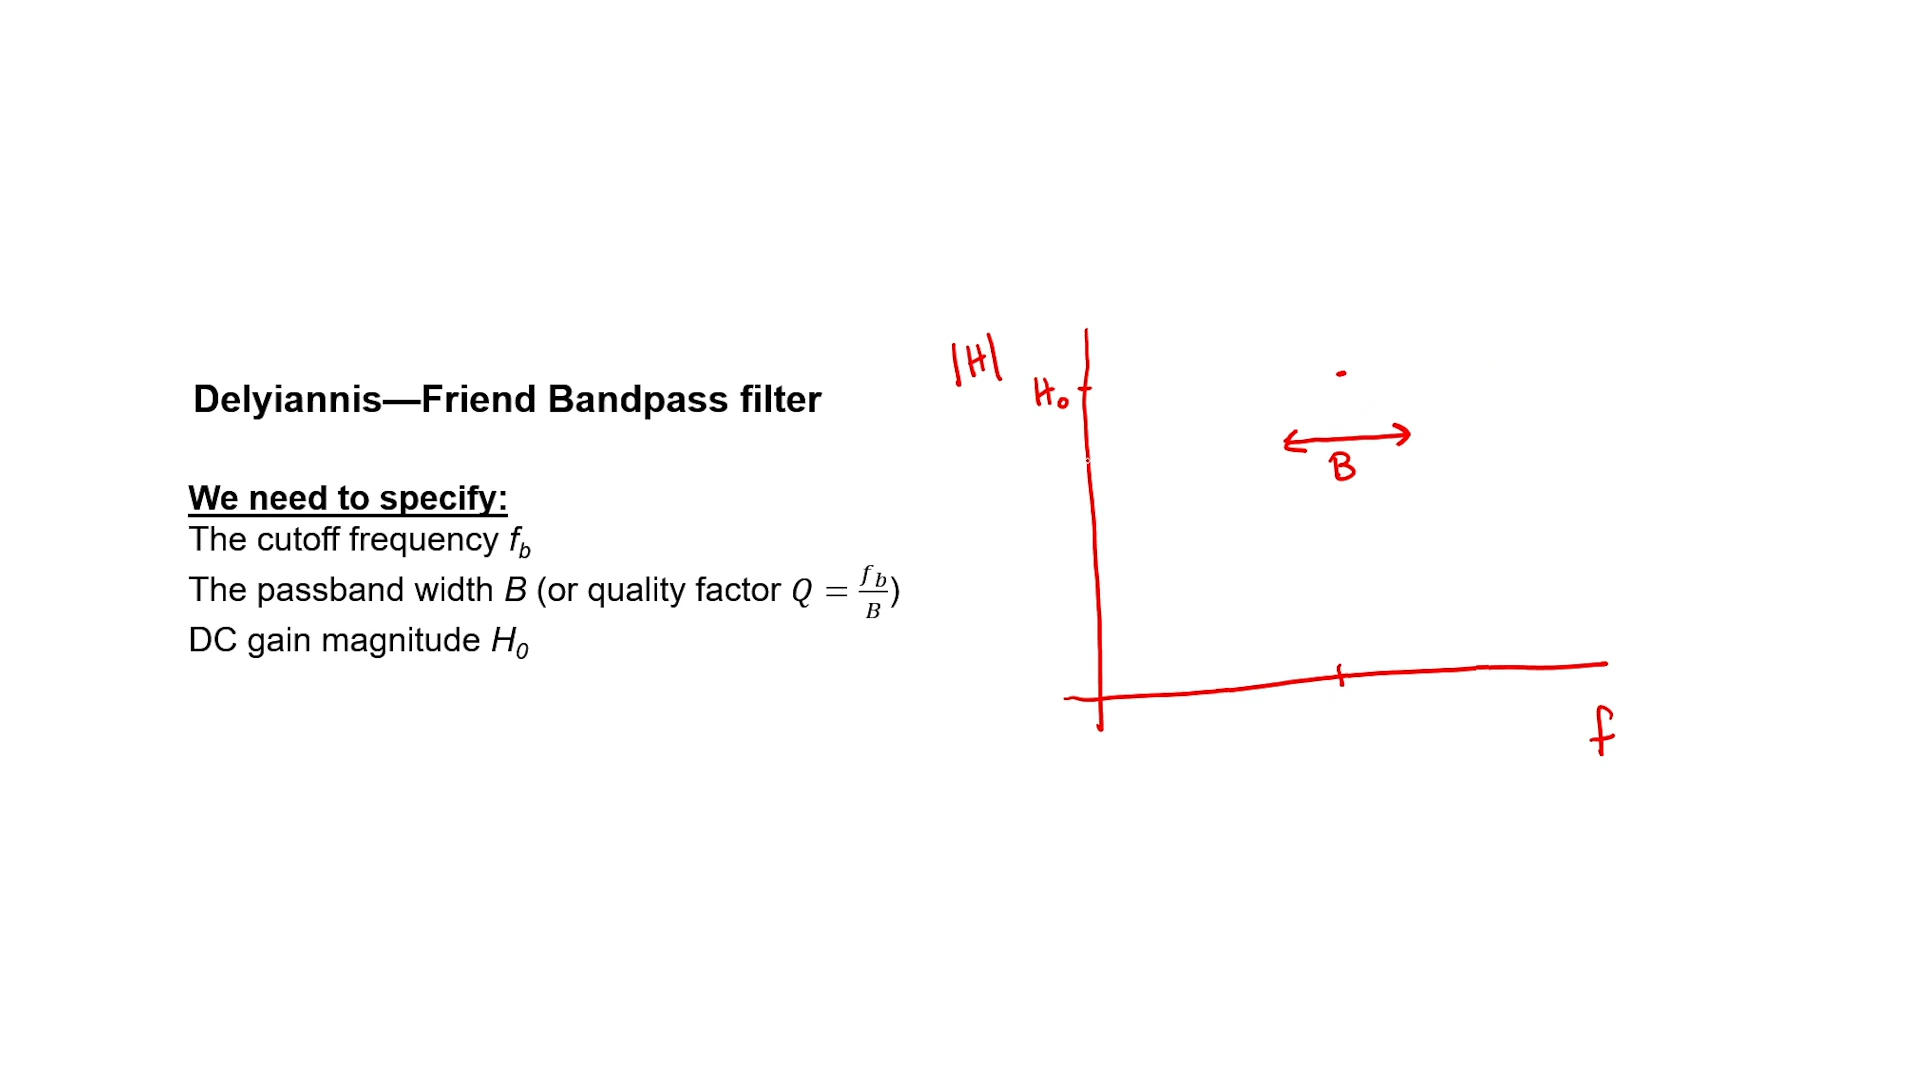 Delyiannis—Friend Bandpass filter
We need to specify:
The cutoff frequency f_b
The passband width B (or quality factor Q = f_b/B)
DC gain magnitude H_0
|H|
H_0
B
f